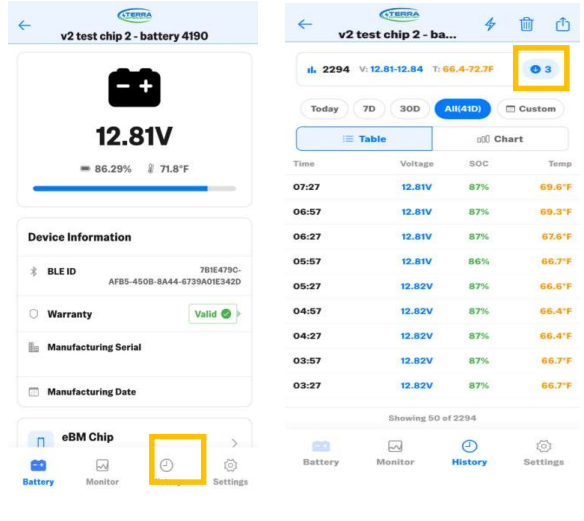 TERRA
v2 test chip 2 - battery 4190
12.81V
86.29% 71.8°F
Device Information
BLE ID 7B1E479C-
AFB5-450B-8A44-6739A01E342D
Warranty Valid
Manufacturing Serial
Manufacturing Date
eBM Chip
Battery Monitor Settings
TERRA
v2 test chip 2 - ba...
2294 V: 12.81-12.84 T: 66.4-72.7F 3
Today 7D 30D All(41D) Custom
Table Chart
Time Voltage SOC Temp
07:27 12.81V 87% 69.6°F
06:57 12.81V 87% 69.3°F
06:27 12.81V 87% 67.6°F
05:57 12.81V 86% 66.7°F
05:27 12.82V 87% 66.6°F
04:57 12.82V 87% 66.4°F
04:27 12.82V 87% 66.4°F
03:57 12.82V 87% 66.7°F
03:27 12.82V 87% 66.7°F
Showing 50 of 2294
Battery Monitor History Settings